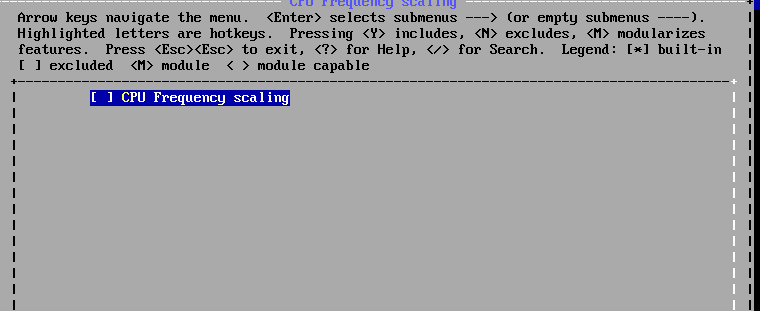 CPU Frequency scaling
Arrow keys navigate the menu.  <Enter> selects submenus ---> (or empty submenus ----).
Highlighted letters are hotkeys.  Pressing <Y> includes, <N> excludes, <M> modularizes
features.  Press <Esc><Esc> to exit, <?> for Help, </> for Search.  Legend: [*] built-in
[ ] excluded  <M> module  < > module capable
[ ] CPU Frequency scaling